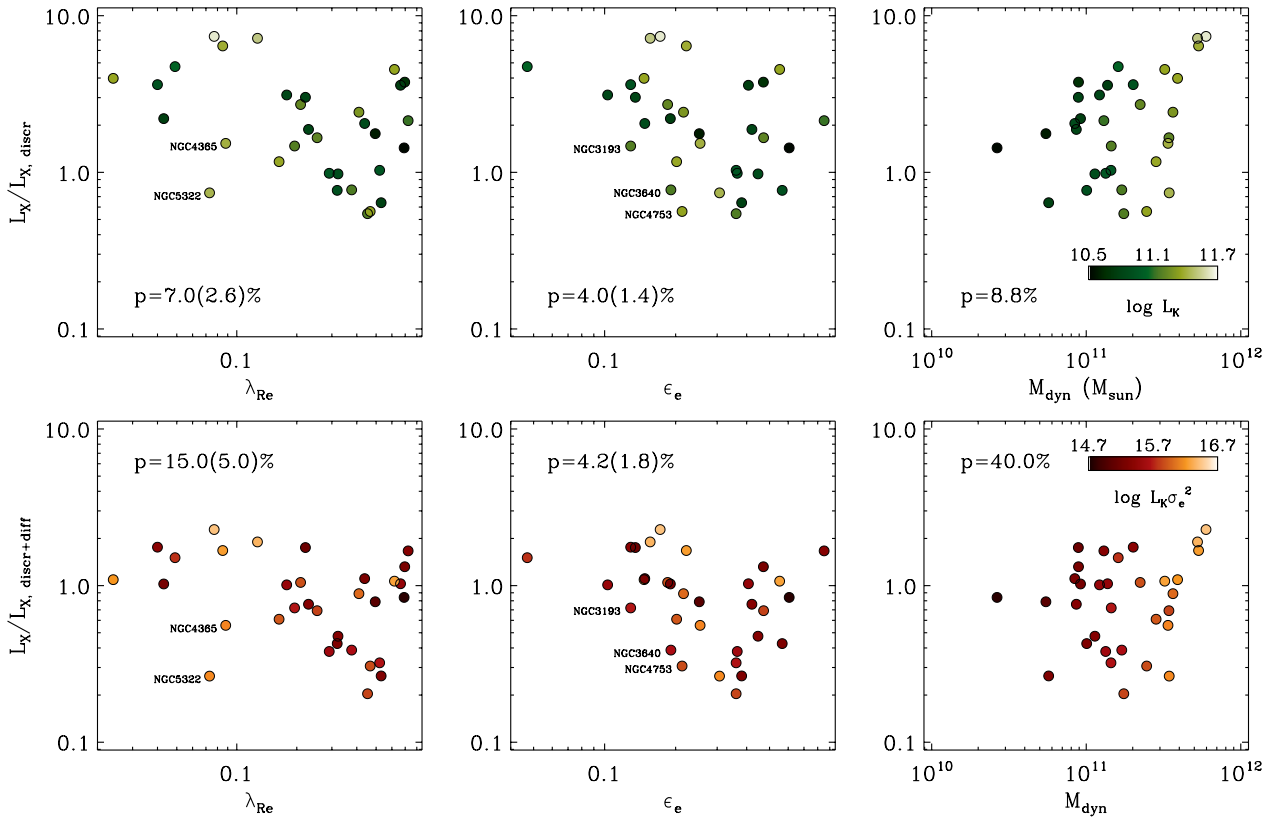 10.0
1.0
0.1
L_X/L_X, discr
NGC4365
NGC5322
p=7.0(2.6)%
0.1
λ_Re
10.0
1.0
0.1
NGC3193
NGC3640
NGC4753
p=4.0(1.4)%
0.1
ϵ_e
10.0
1.0
0.1
10.5 11.1 11.7
log L_K
p=8.8%
10^10 10^11 10^12
M_dyn (M_sun)
10.0
1.0
0.1
L_X/L_X, discr+diff
p=15.0(5.0)%
NGC4365
NGC5322
0.1
λ_Re
10.0
1.0
0.1
p=4.2(1.8)%
NGC3193
NGC3640
NGC4753
0.1
ϵ_e
10.0
1.0
0.1
14.7 15.7 16.7
p=40.0%
log L_Kσ_e^2
10^10 10^11 10^12
M_dyn